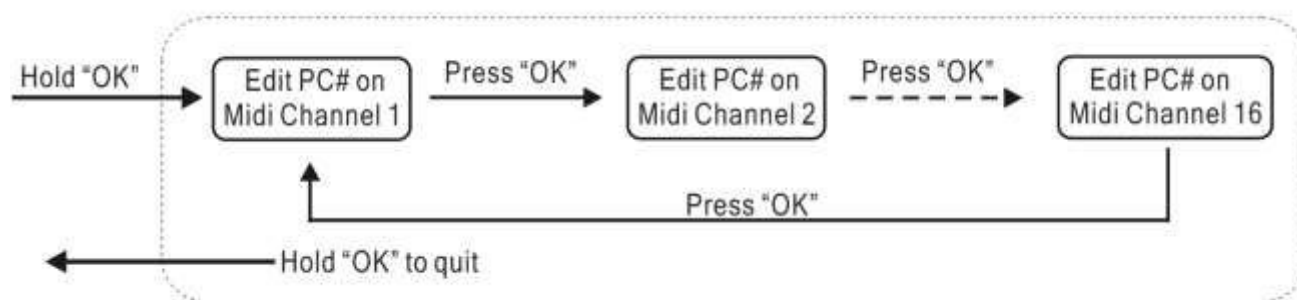 Hold “OK”
Edit PC# on
Midi Channel 1
Press “OK”
Edit PC# on
Midi Channel 2
Press “OK”
Edit PC# on
Midi Channel 16
Press “OK”
Hold “OK” to quit